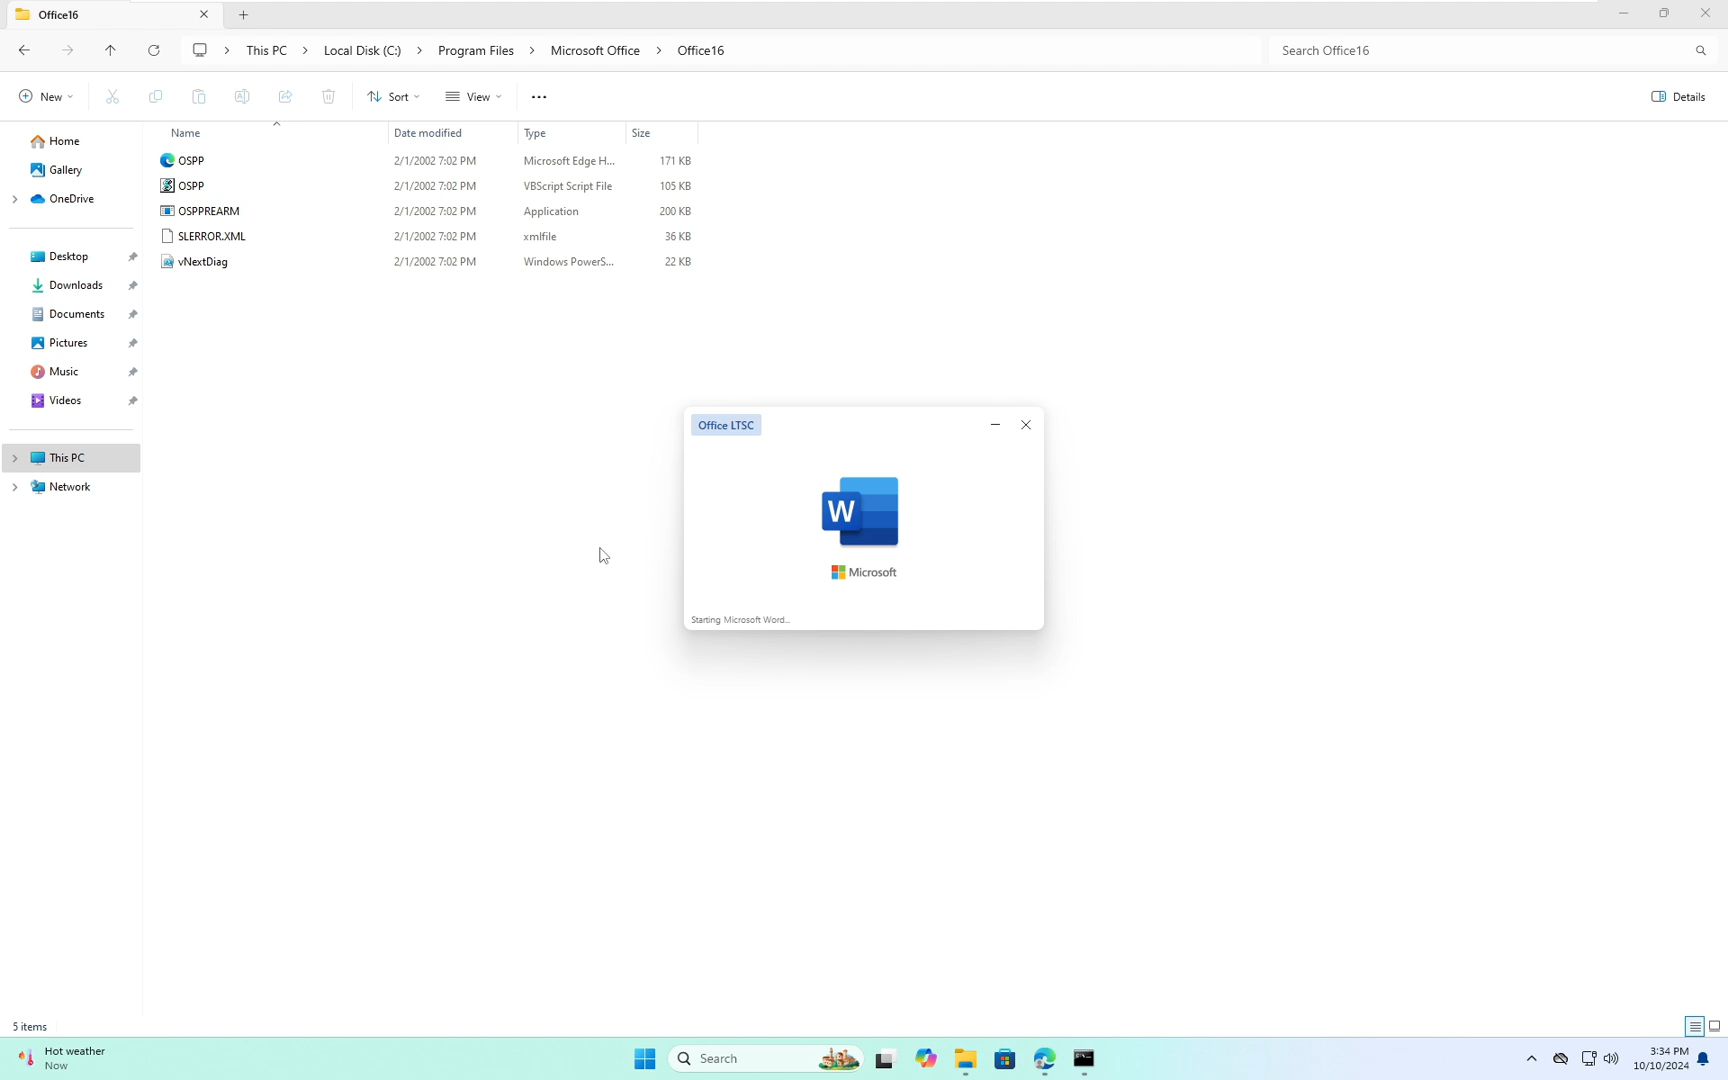 Office16
This PC > Local Disk (C:) > Program Files > Microsoft Office > Office16
Search Office16
New
Sort
View
Details
Name Date modified Type Size
OSPP 2/1/2002 7:02 PM Microsoft Edge H... 171 KB
OSPP 2/1/2002 7:02 PM VBScript Script File 105 KB
OSPPREARM 2/1/2002 7:02 PM Application 200 KB
SLERROR.XML 2/1/2002 7:02 PM xmlfile 36 KB
vNextDiag 2/1/2002 7:02 PM Windows PowerS... 22 KB
Home
Gallery
OneDrive
Desktop
Downloads
Documents
Pictures
Music
Videos
This PC
Network
Office LTSC
W
Microsoft
Starting Microsoft Word...
5 items
Hot weather
Now
Search
3:34 PM
10/10/2024